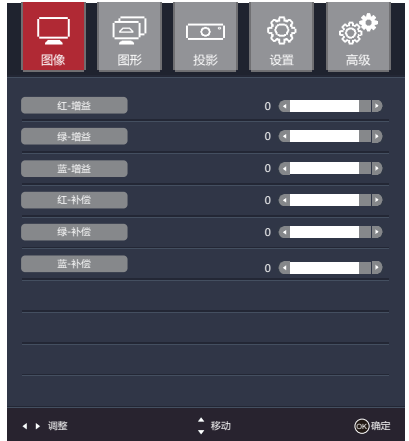 图像 图形 投影 设置 高级
红-增益 0
绿-增益 0
蓝-增益 0
红-补偿 0
绿-补偿 0
蓝-补偿 0
调整 移动 OK 确定